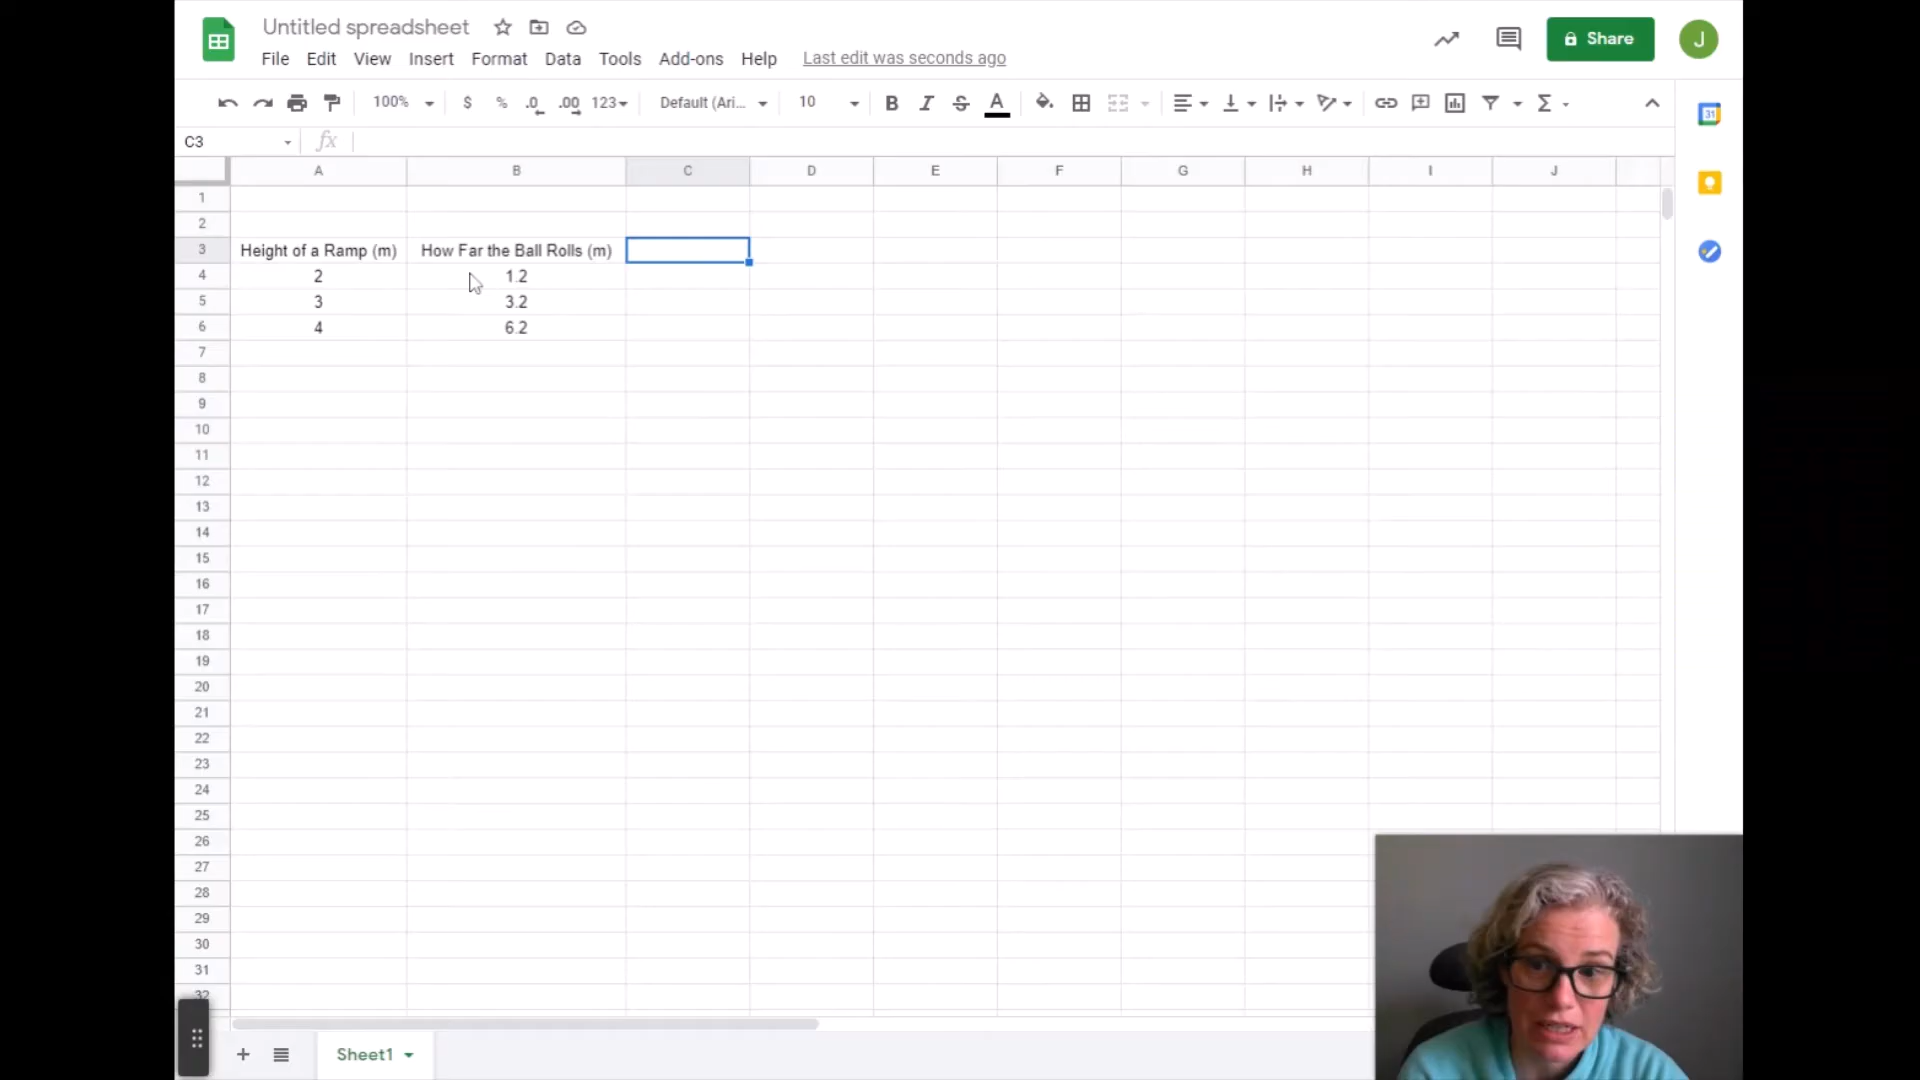 Untitled spreadsheet
File Edit View Insert Format Data Tools Add-ons Help Last edit was seconds ago
Share
J
100% $ % .0 .00 123 Default (Ari... 10 B I S A Σ
31
C3 fx
A B C D E F G H I J
1
2
3 Height of a Ramp (m) How Far the Ball Rolls (m)
4 2 1.2
5 3 3.2
6 4 6.2
7
8
9
10
11
12
13
14
15
16
17
18
19
20
21
22
23
24
25
26
27
28
29
30
31
32
+ Sheet1